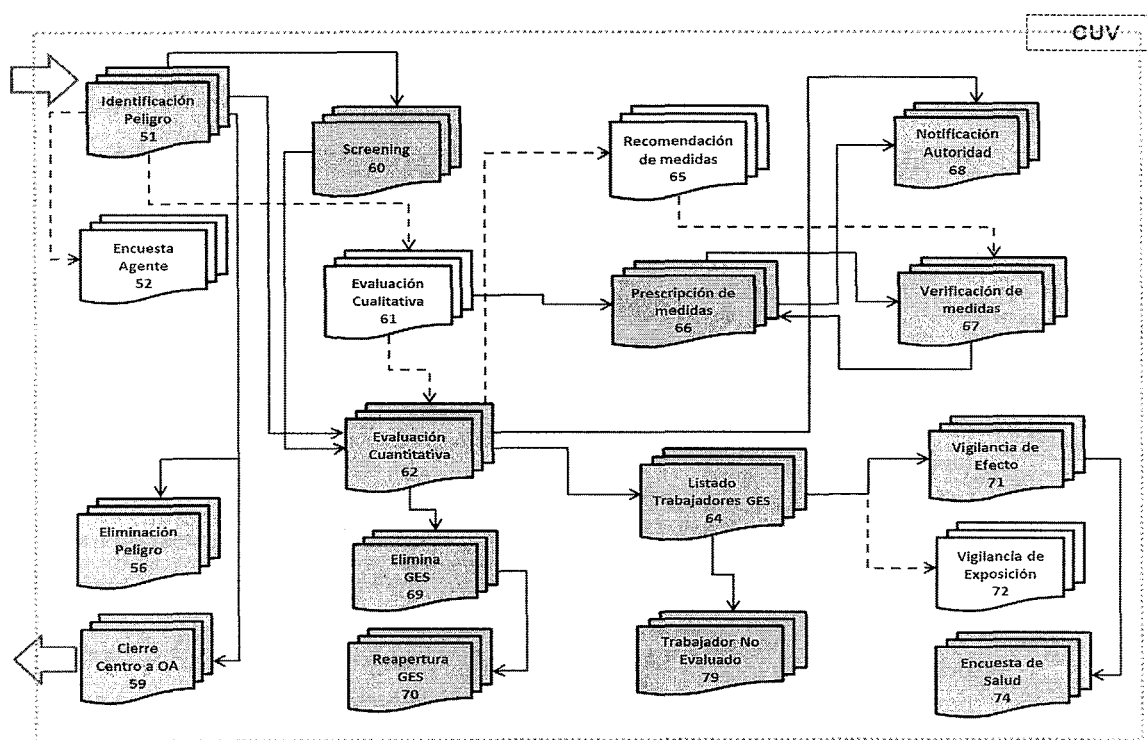 CUV
Identificación
Peligro
51
Screening
60
Recomendación
de medidas
65
Notificación
Autoridad
68
Encuesta
Agente
52
Evaluación
Cualitativa
61
Prescripción de
medidas
66
Verificación de
medidas
67
Evaluación
Cuantitativa
62
Listado
Trabajadores GES
64
Vigilancia de
Efecto
71
Eliminación
Peligro
56
Elimina
GES
69
Vigilancia de
Exposición
72
Cierre
Centro a OA
59
Reapertura
GES
70
Trabajador No
Evaluado
79
Encuesta de
Salud
74